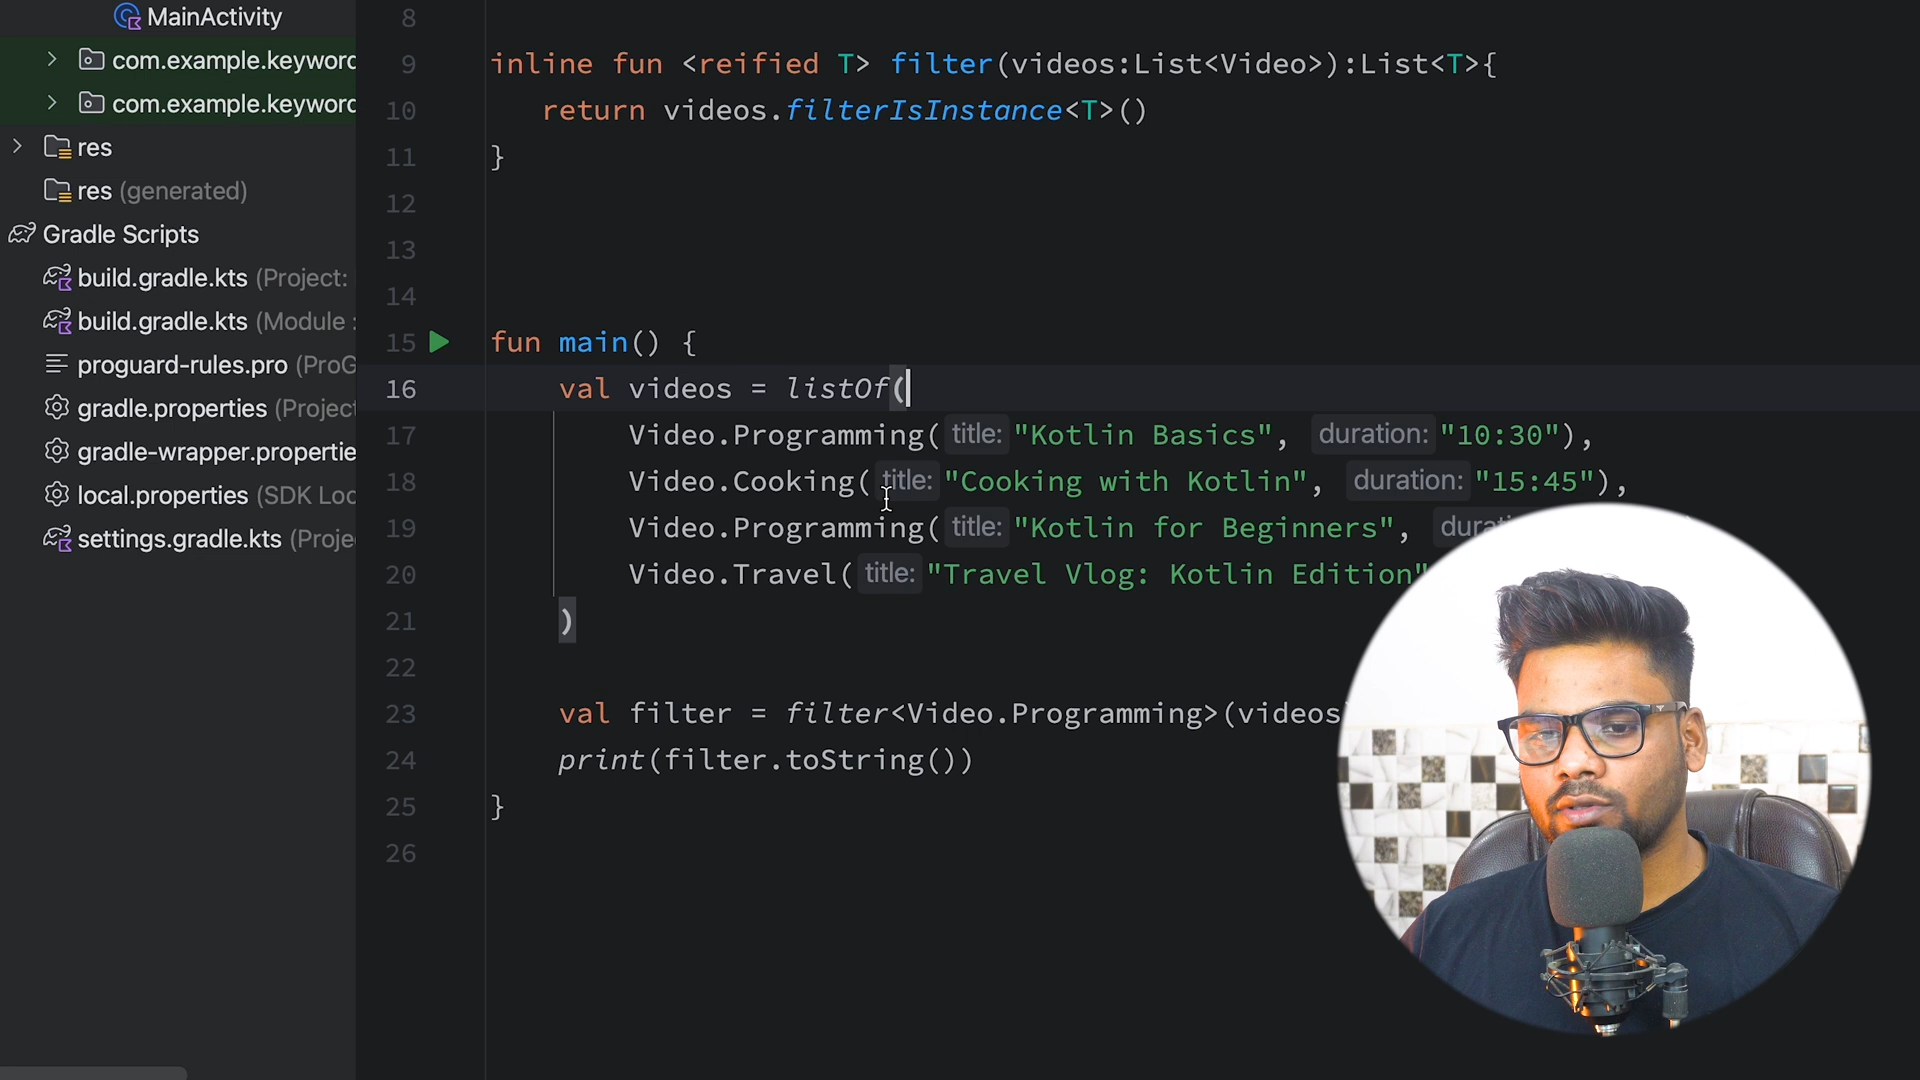 MainActivity
com.example.keyword
com.example.keyword
res
res (generated)
Gradle Scripts
build.gradle.kts (Project:
build.gradle.kts (Module :
proguard-rules.pro (ProG
gradle.properties (Project
gradle-wrapper.propertie
local.properties (SDK Loc
settings.gradle.kts (Proje
8
9 inline fun <reified T> filter(videos:List<Video>):List<T>{
10 return videos.filterIsInstance<T>()
11 }
12
13
14
15 fun main() {
16 val videos = listOf(
17 Video.Programming( title: "Kotlin Basics", duration: "10:30"),
18 Video.Cooking( title: "Cooking with Kotlin", duration: "15:45"),
19 Video.Programming( title: "Kotlin for Beginners", durati
20 Video.Travel( title: "Travel Vlog: Kotlin Edition"
21 )
22
23 val filter = filter<Video.Programming>(videos
24 print(filter.toString())
25 }
26